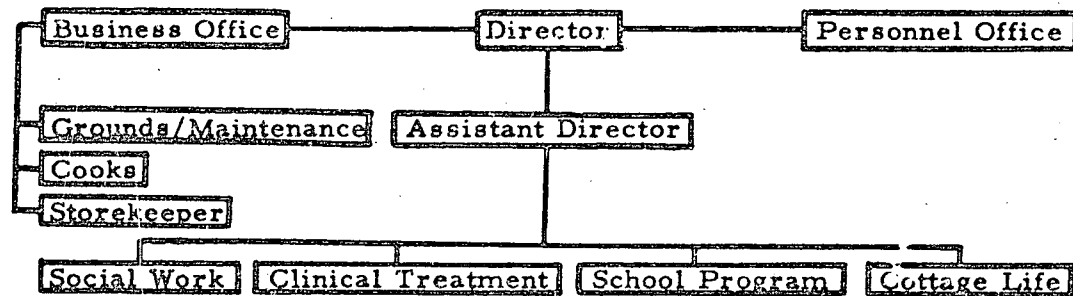 Business Office Director Personnel Office
Grounds/Maintenance Assistant Director
Cooks
Storekeeper
Social Work Clinical Treatment School Program Cottage Life